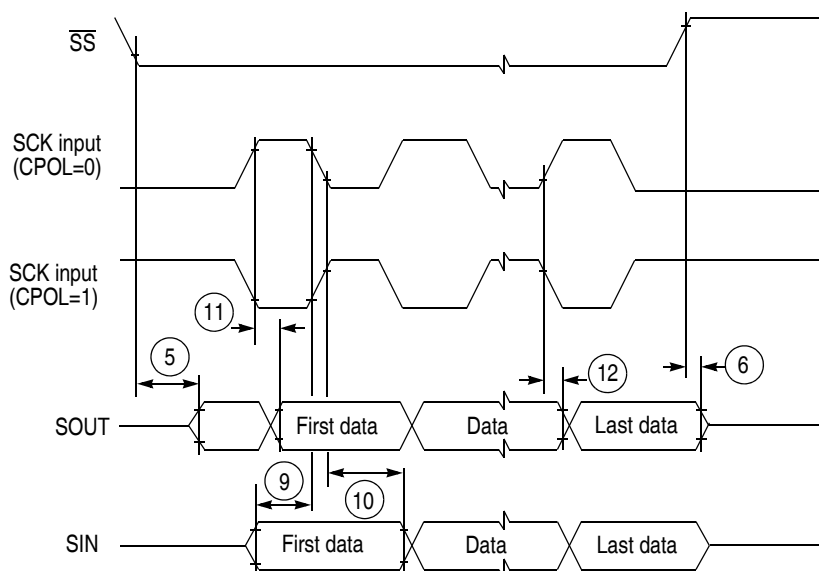 SS
SCK input
(CPOL=0)
SCK input
(CPOL=1)
11
5
12
6
SOUT
First data
Data
Last data
9
10
SIN
First data
Data
Last data